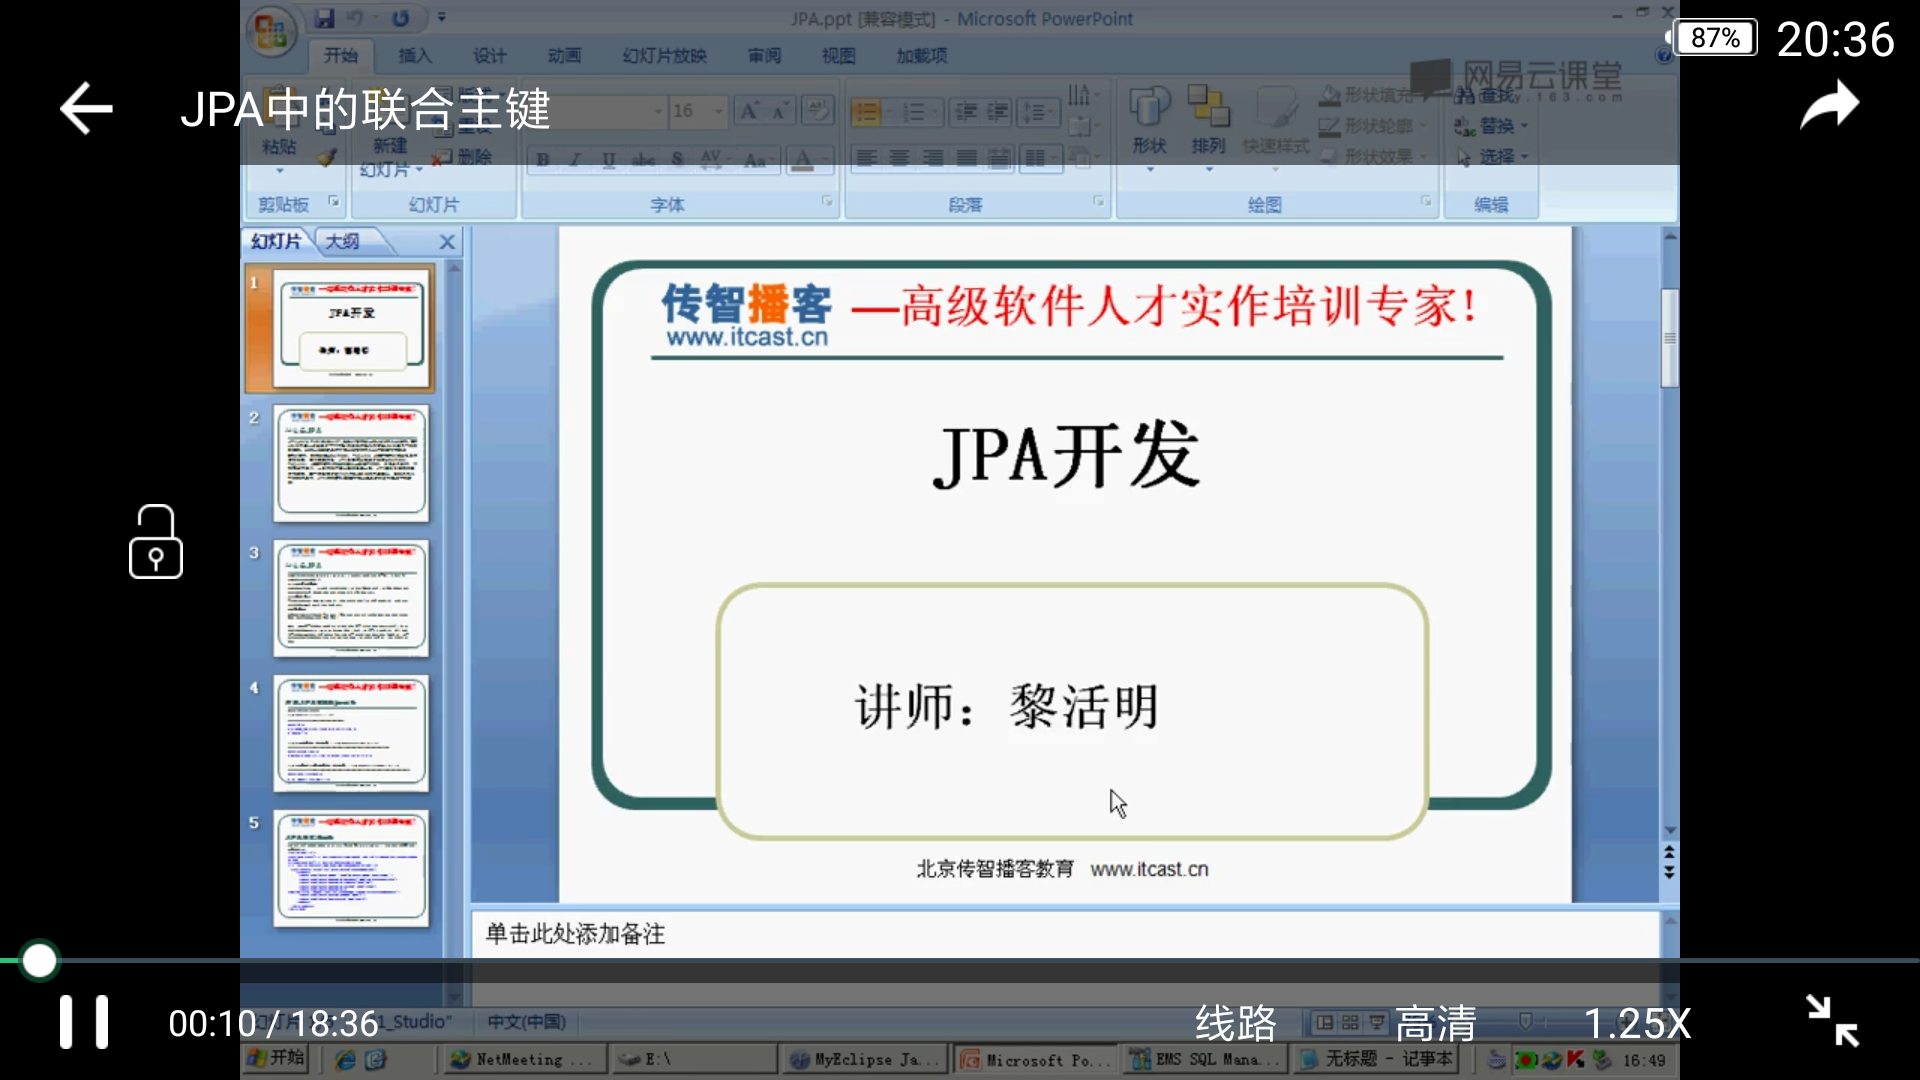 JPA.ppt [兼容模式] - Microsoft PowerPoint
87%
20:36
开始 插入 设计 动画 幻灯片放映 审阅 视图 加载项
网易云课堂
JPA中的联合主键
16
形状填充
查找
粘贴
新建
幻灯片
重设
删除
形状 排列 快速样式
形状轮廓
形状效果
替换
选择
剪贴板 幻灯片 字体 段落 绘图 编辑
幻灯片 大纲
传智播客 —高级软件人才实作培训专家!
www.itcast.cn
JPA开发
讲师: 黎活明
北京传智播客教育 www.itcast.cn
1
2
3
4
5
单击此处添加备注
00:10 / 18:36
1_Studio"
中文(中国)
线路
高清
1.25X
开始
NetMeeting ...
E:\
MyEclipse Ja...
Microsoft Po...
EMS SQL Mana...
无标题 - 记事本
16:49